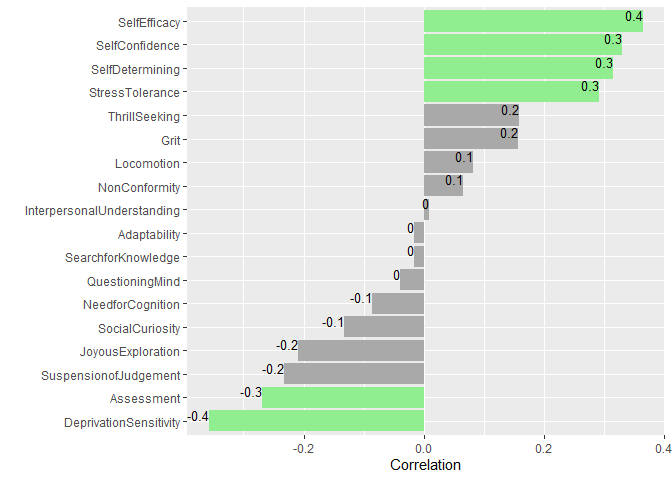 SelfEfficacy 0.4
SelfConfidence 0.3
SelfDetermining 0.3
StressTolerance 0.3
ThrillSeeking 0.2
Grit 0.2
Locomotion 0.1
NonConformity 0.1
InterpersonalUnderstanding 0
Adaptability 0
SearchforKnowledge 0
QuestioningMind 0
NeedforCognition -0.1
SocialCuriosity -0.1
JoyousExploration -0.2
SuspensionofJudgement -0.2
Assessment -0.3
DeprivationSensitivity -0.4
-0.2 0.0 0.2 0.4
Correlation